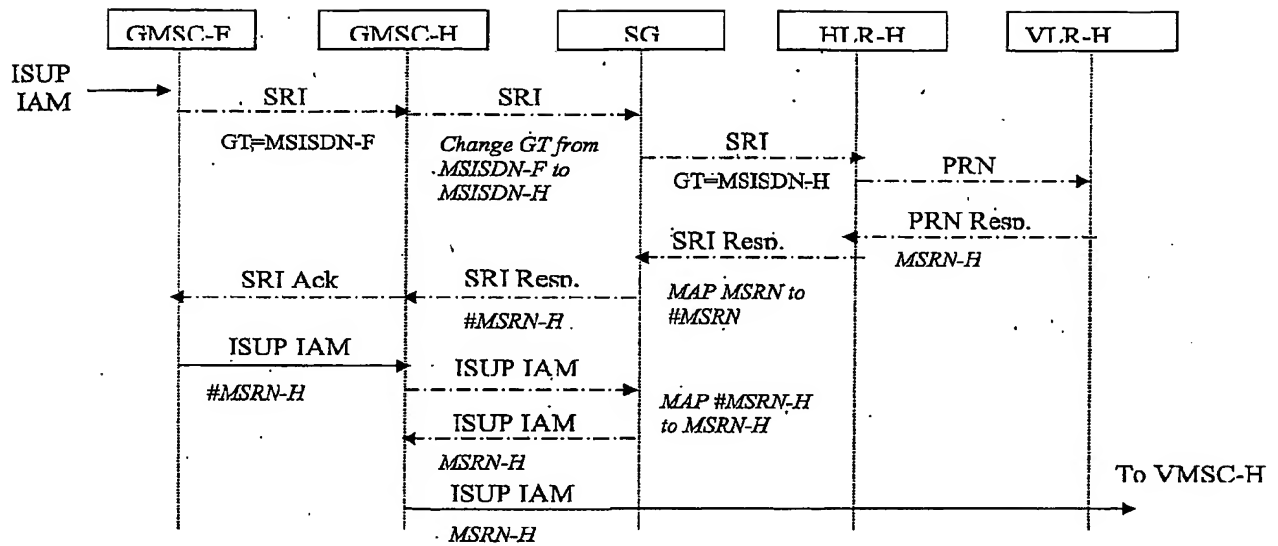 GMSC-F GMSC-H SG HLR-H VLR-H
ISUP
IAM
SRI SRI
GT=MSISDN-F
Change GT from
MSISDN-F to
MSISDN-H
SRI
GT=MSISDN-H
PRN
PRN Resp.
MSRN-H
SRI Resp.
SRI Ack SRI Resp.
MAP MSRN to
#MSRN
#MSRN-H
ISUP IAM
#MSRN-H
ISUP IAM
MAP #MSRN-H
to MSRN-H
ISUP IAM
MSRN-H
To VMSC-H
ISUP IAM
MSRN-H